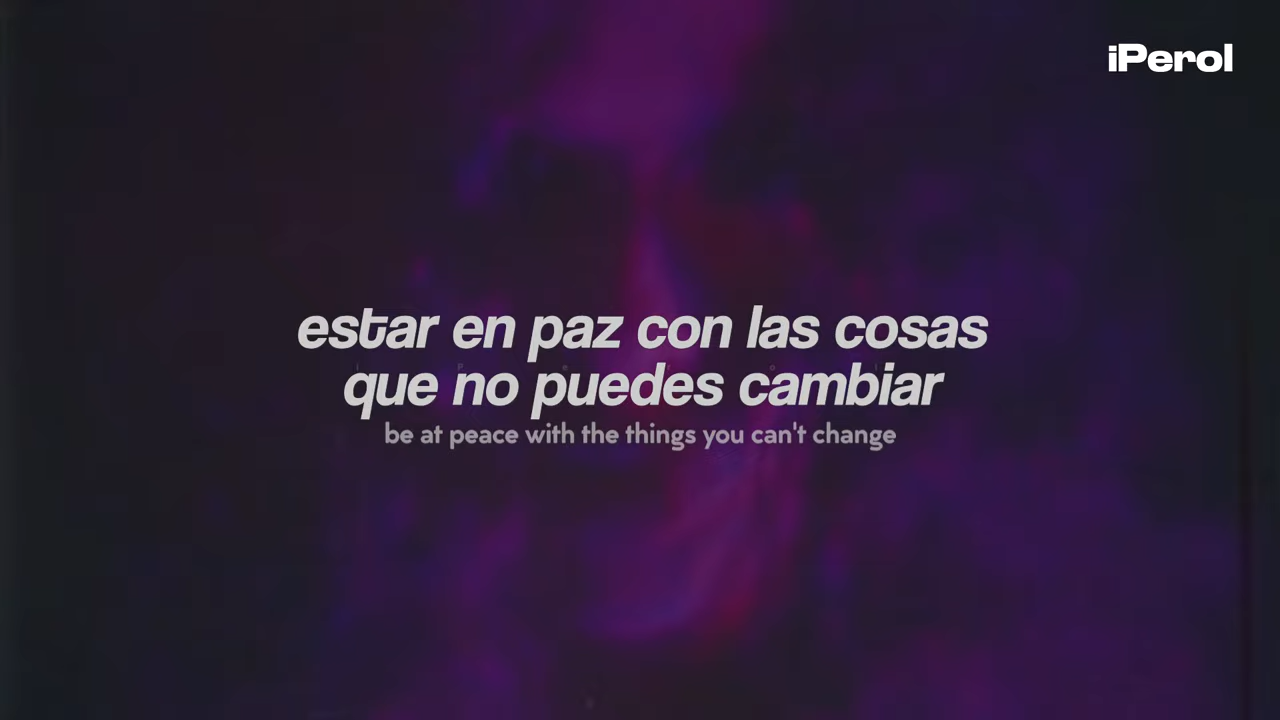 iPerol
estar en paz con las cosas
que no puedes cambiar
be at peace with the things you can't change